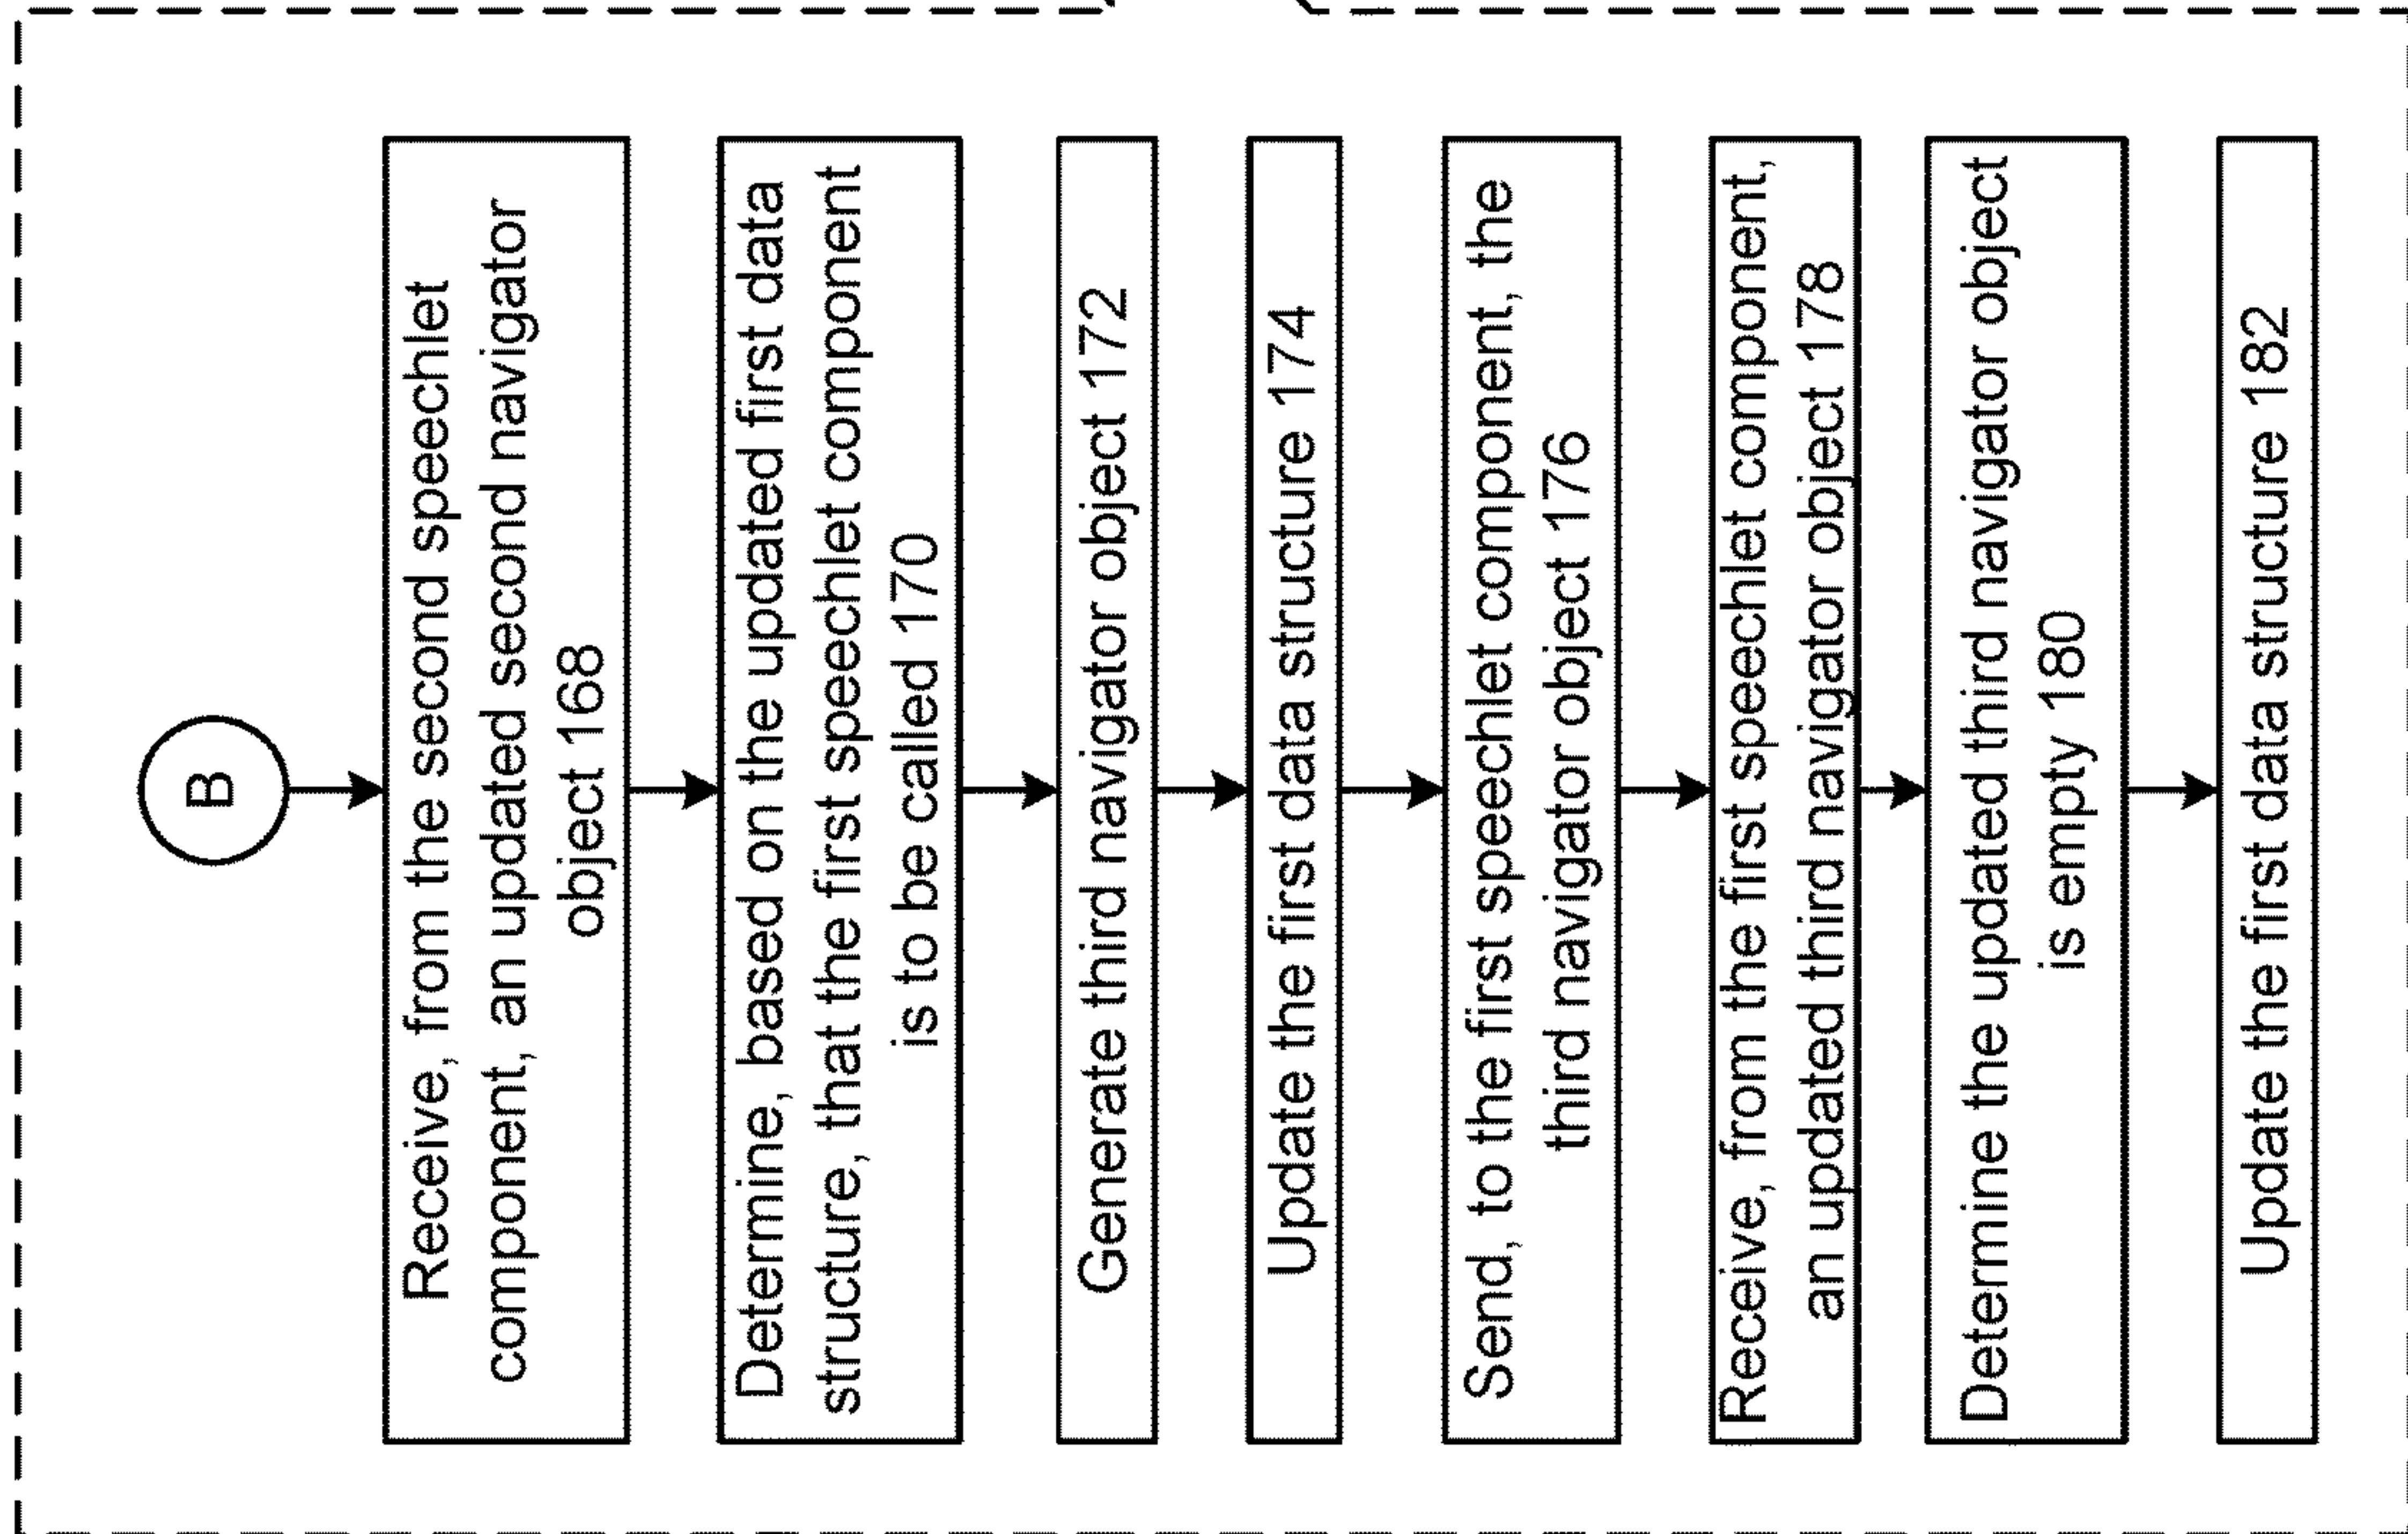 B
Receive, from the second speechlet
component, an updated second navigator
object 168
Determine, based on the updated first data
structure, that the first speechlet component
is to be called 170
Generate third navigator object 172
Update the first data structure 174
Send, to the first speechlet component, the
third navigator object 176
Receive, from the first speechlet component,
an updated third navigator object 178
Determine the updated third navigator object
is empty 180
Update the first data structure 182